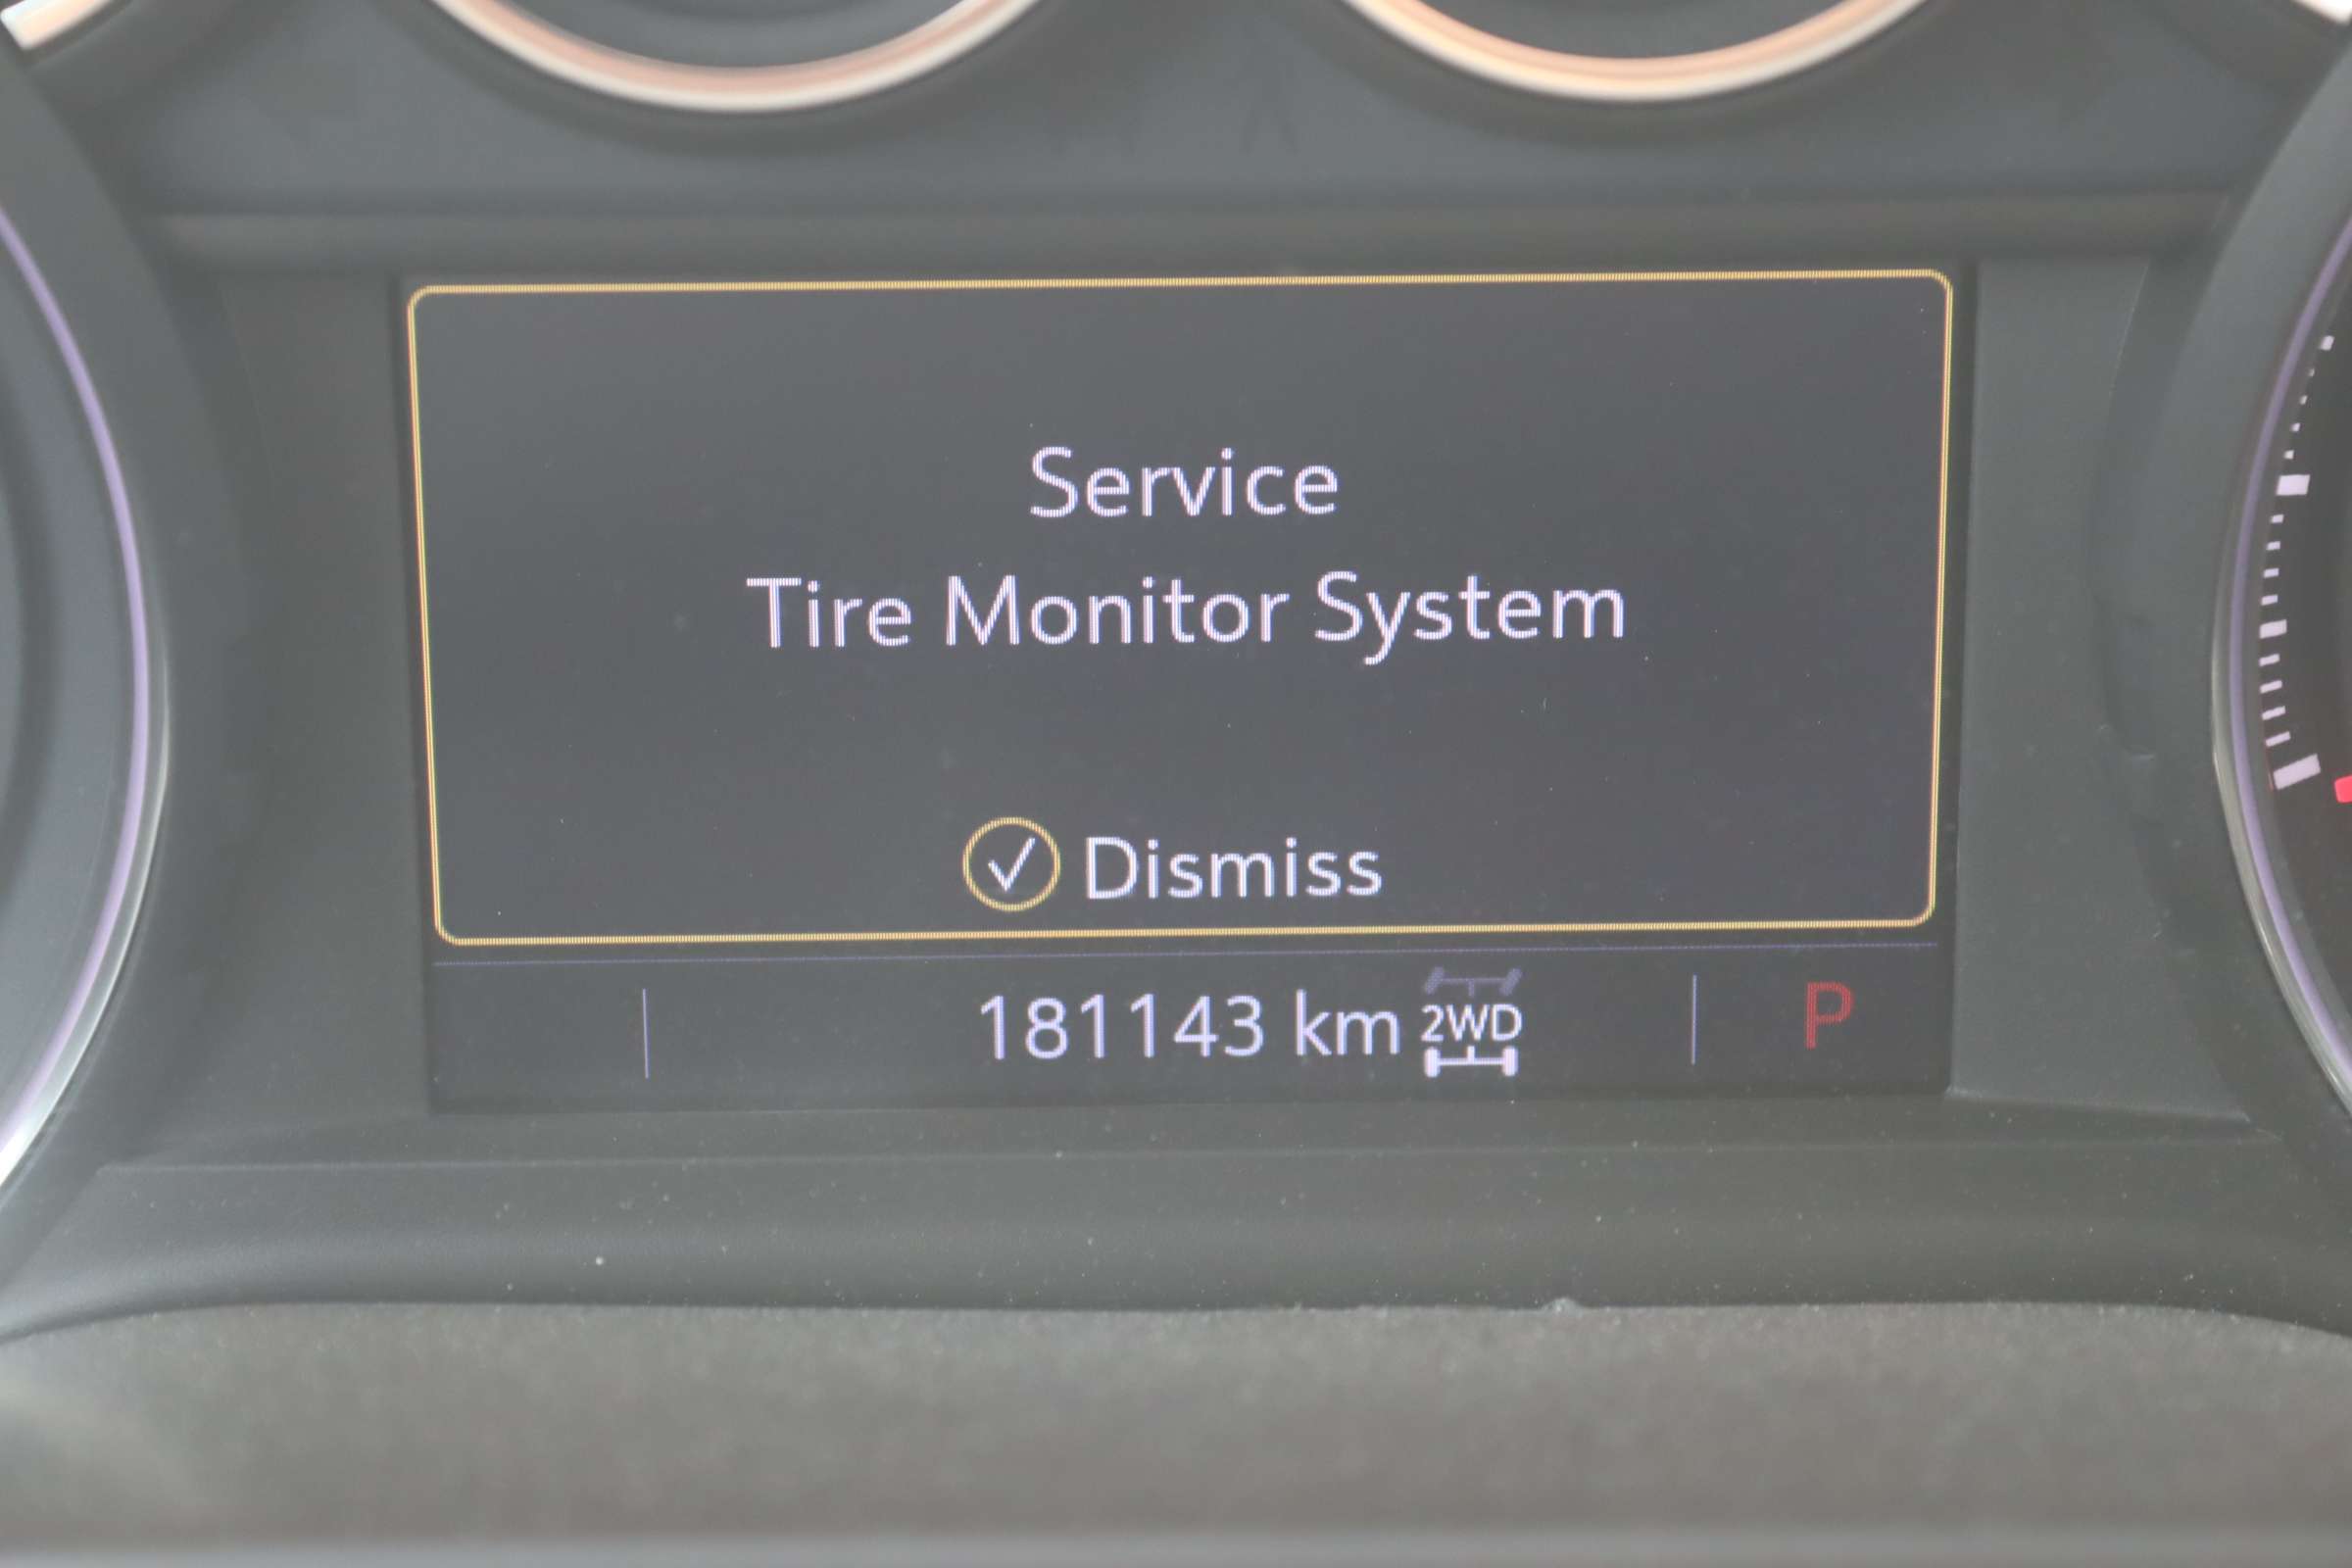 Service
Tire Monitor System
Dismiss
181143 km 2WD P